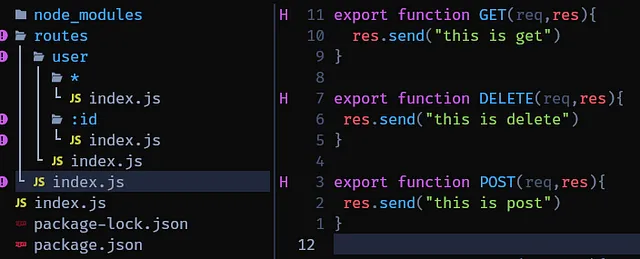 node_modules
routes
user
*
JS index.js
:id
JS index.js
JS index.js
JS index.js
JS index.js
package-lock.json
package.json
H 11 export function GET(req,res){
10 res.send("this is get")
9 }
8
H 7 export function DELETE(req,res){
6 res.send("this is delete")
5 }
4
H 3 export function POST(req,res){
2 res.send("this is post")
1 }
12